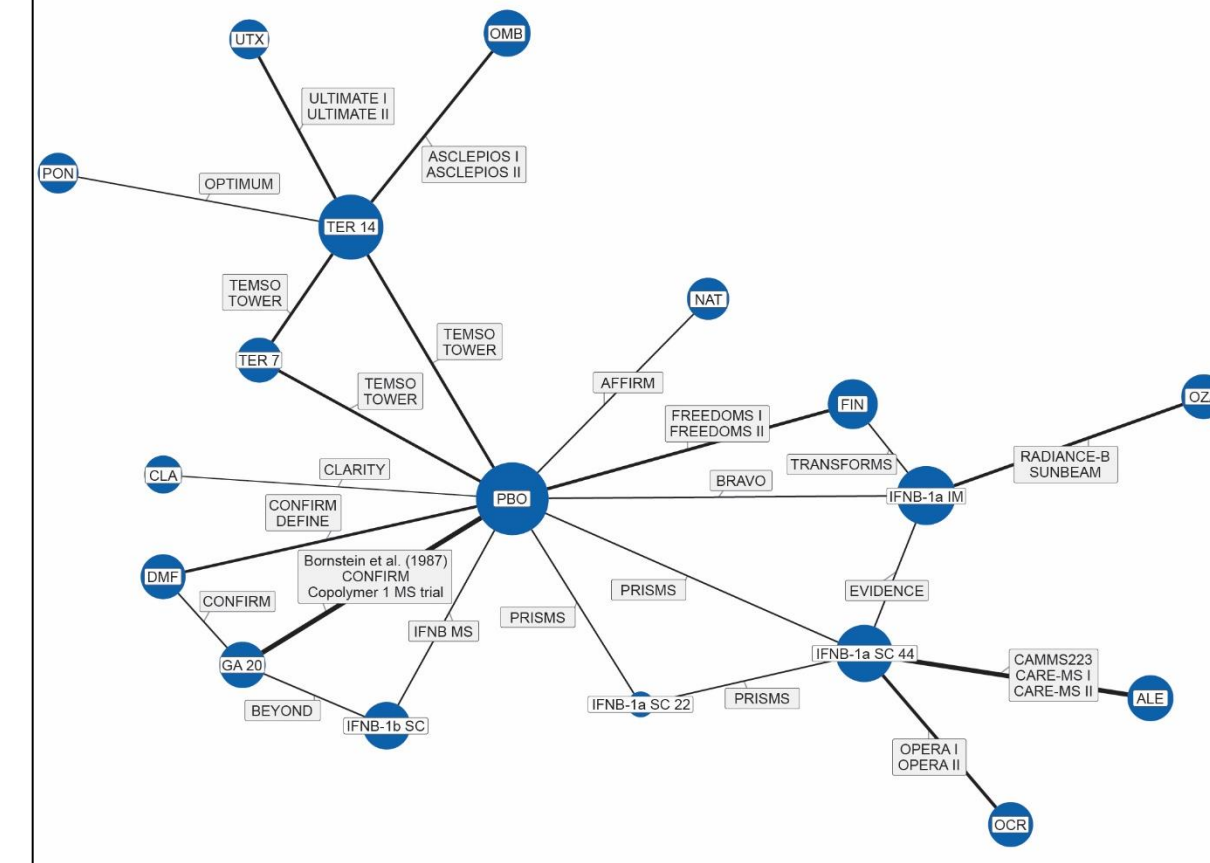 UTX
OMB
ULTIMATE I
ULTIMATE II
ASCLEPIOS I
ASCLEPIOS II
PON
OPTIMUM
TER 14
TEMSO
TOWER
NAT
TEMSO
TOWER
TER 7
TEMSO
TOWER
AFFIRM
FIN
OZ
FREEDOMS I
FREEDOMS II
TRANSFORMS
RADIANCE-B
SUNBEAM
CLA
CLARITY
BRAVO
PBO
IFNB-1a IM
CONFIRM
DEFINE
Bornstein et al. (1987)
CONFIRM
Copolymer 1 MS trial
DMF
CONFIRM
PRISMS
EVIDENCE
IFNB MS
PRISMS
GA 20
IFNB-1a SC 44
CAMMS223
CARE-MS I
CARE-MS II
BEYOND
IFNB-1b SC
IFNB-1a SC 22
PRISMS
ALE
OPERA I
OPERA II
OCR